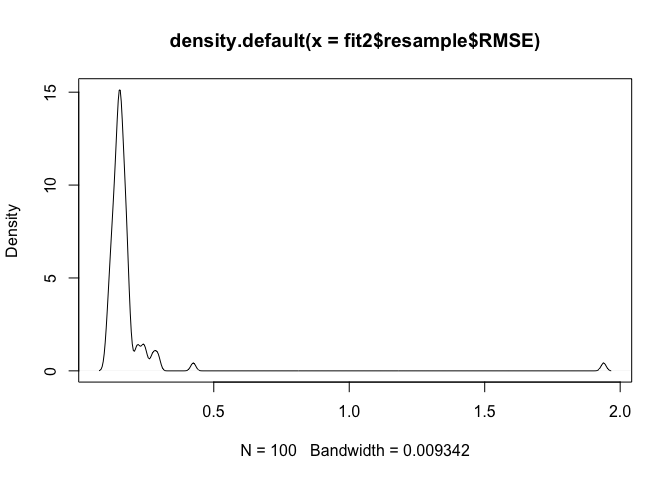 density.default(x = fit2$resample$RMSE)
Density
15
10
5
0
0.5 1.0 1.5 2.0
N = 100 Bandwidth = 0.009342